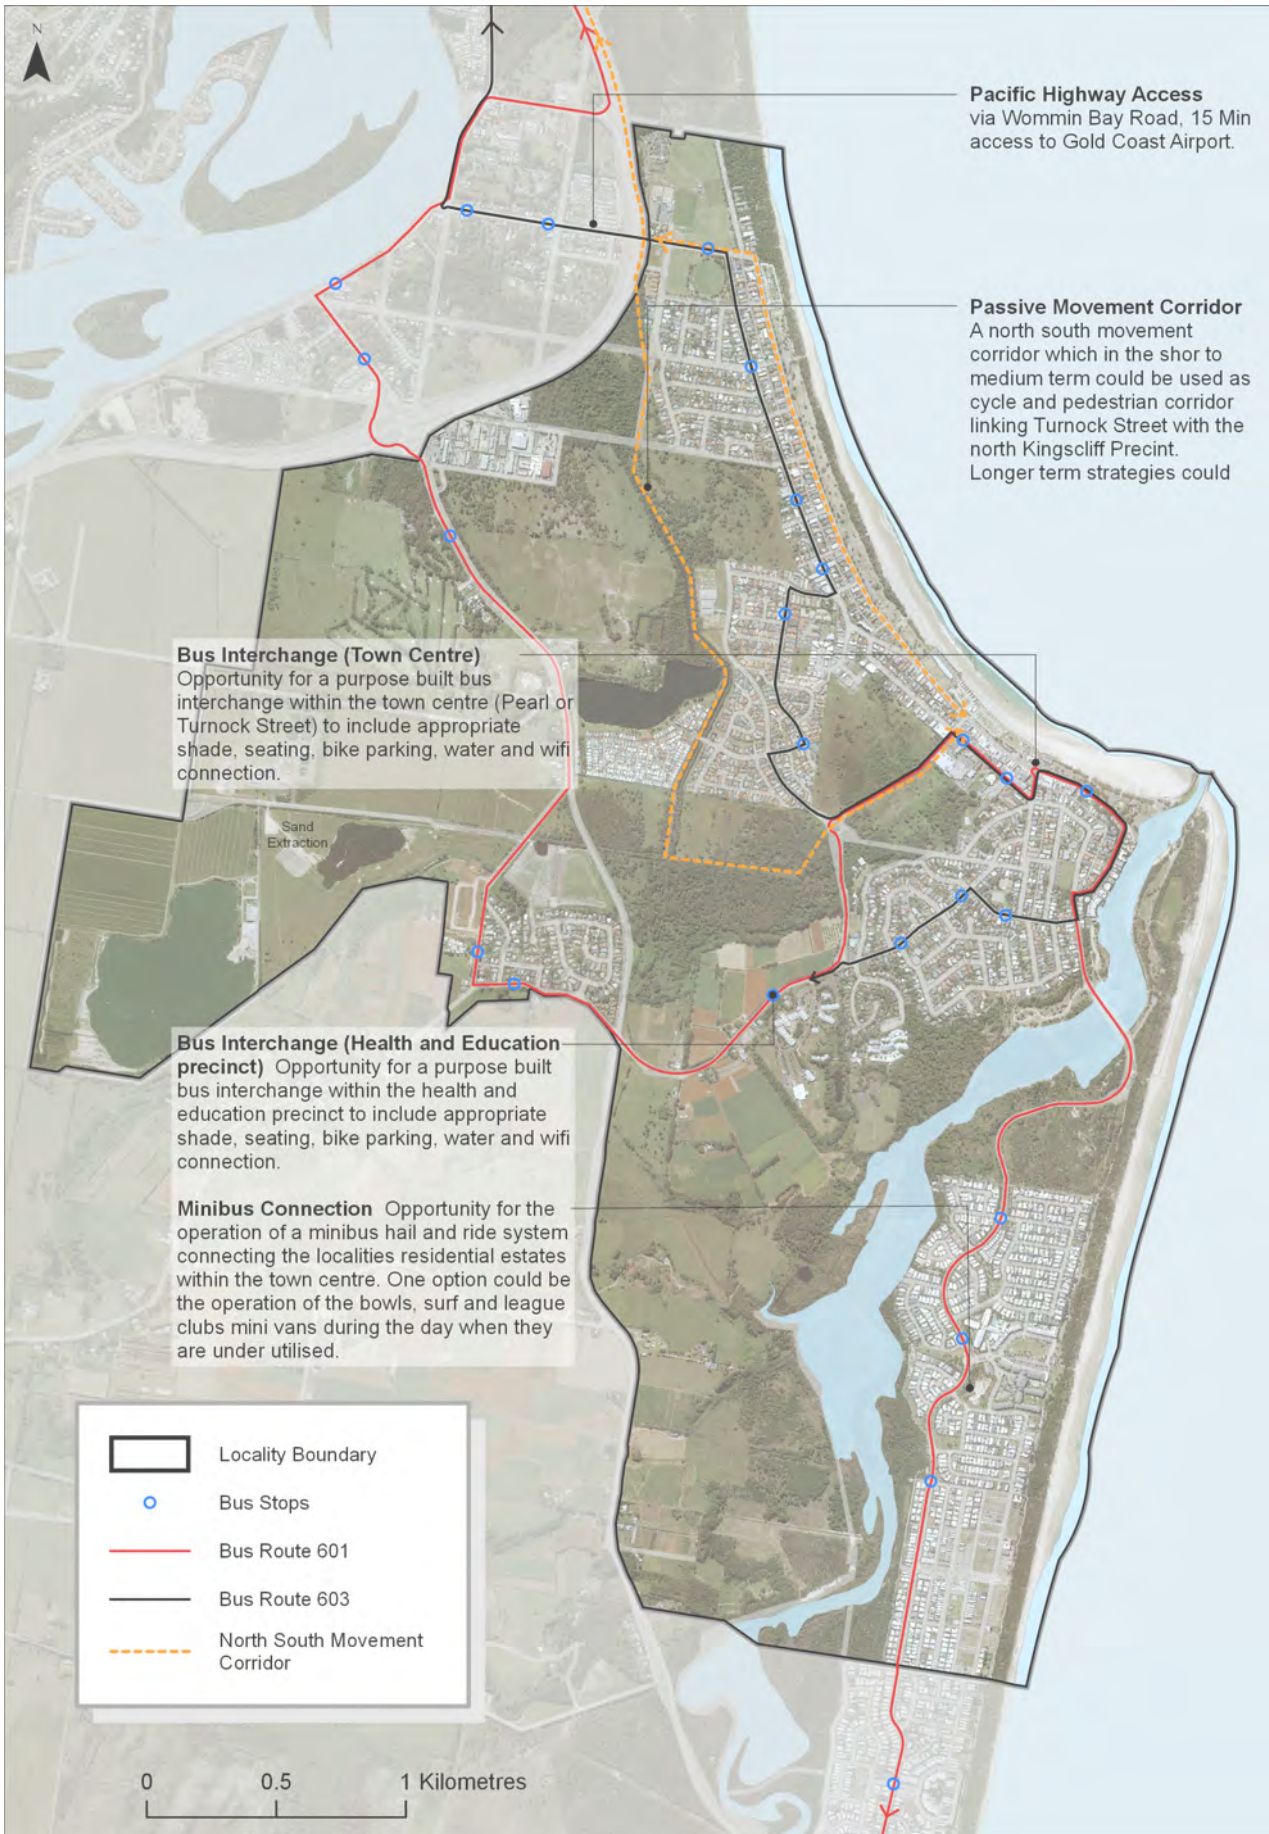 N
Pacific Highway Access
via Wommin Bay Road, 15 Min
access to Gold Coast Airport.
Passive Movement Corridor
A north south movement
corridor which in the shor to
medium term could be used as
cycle and pedestrian corridor
linking Turnock Street with the
north Kingscliff Precint.
Longer term strategies could
Bus Interchange (Town Centre)
Opportunity for a purpose built bus
interchange within the town centre (Pearl or
Turnock Street) to include appropriate
shade, seating, bike parking, water and wifi
connection.
Sand
Extraction
Bus Interchange (Health and Education
precinct) Opportunity for a purpose built
bus interchange within the health and
education precinct to include appropriate
shade, seating, bike parking, water and wifi
connection.
Minibus Connection Opportunity for the
operation of a minibus hail and ride system
connecting the localities residential estates
within the town centre. One option could be
the operation of the bowls, surf and league
clubs mini vans during the day when they
are under utilised.
Locality Boundary
Bus Stops
Bus Route 601
Bus Route 603
North South Movement
Corridor
0 0.5 1 Kilometres